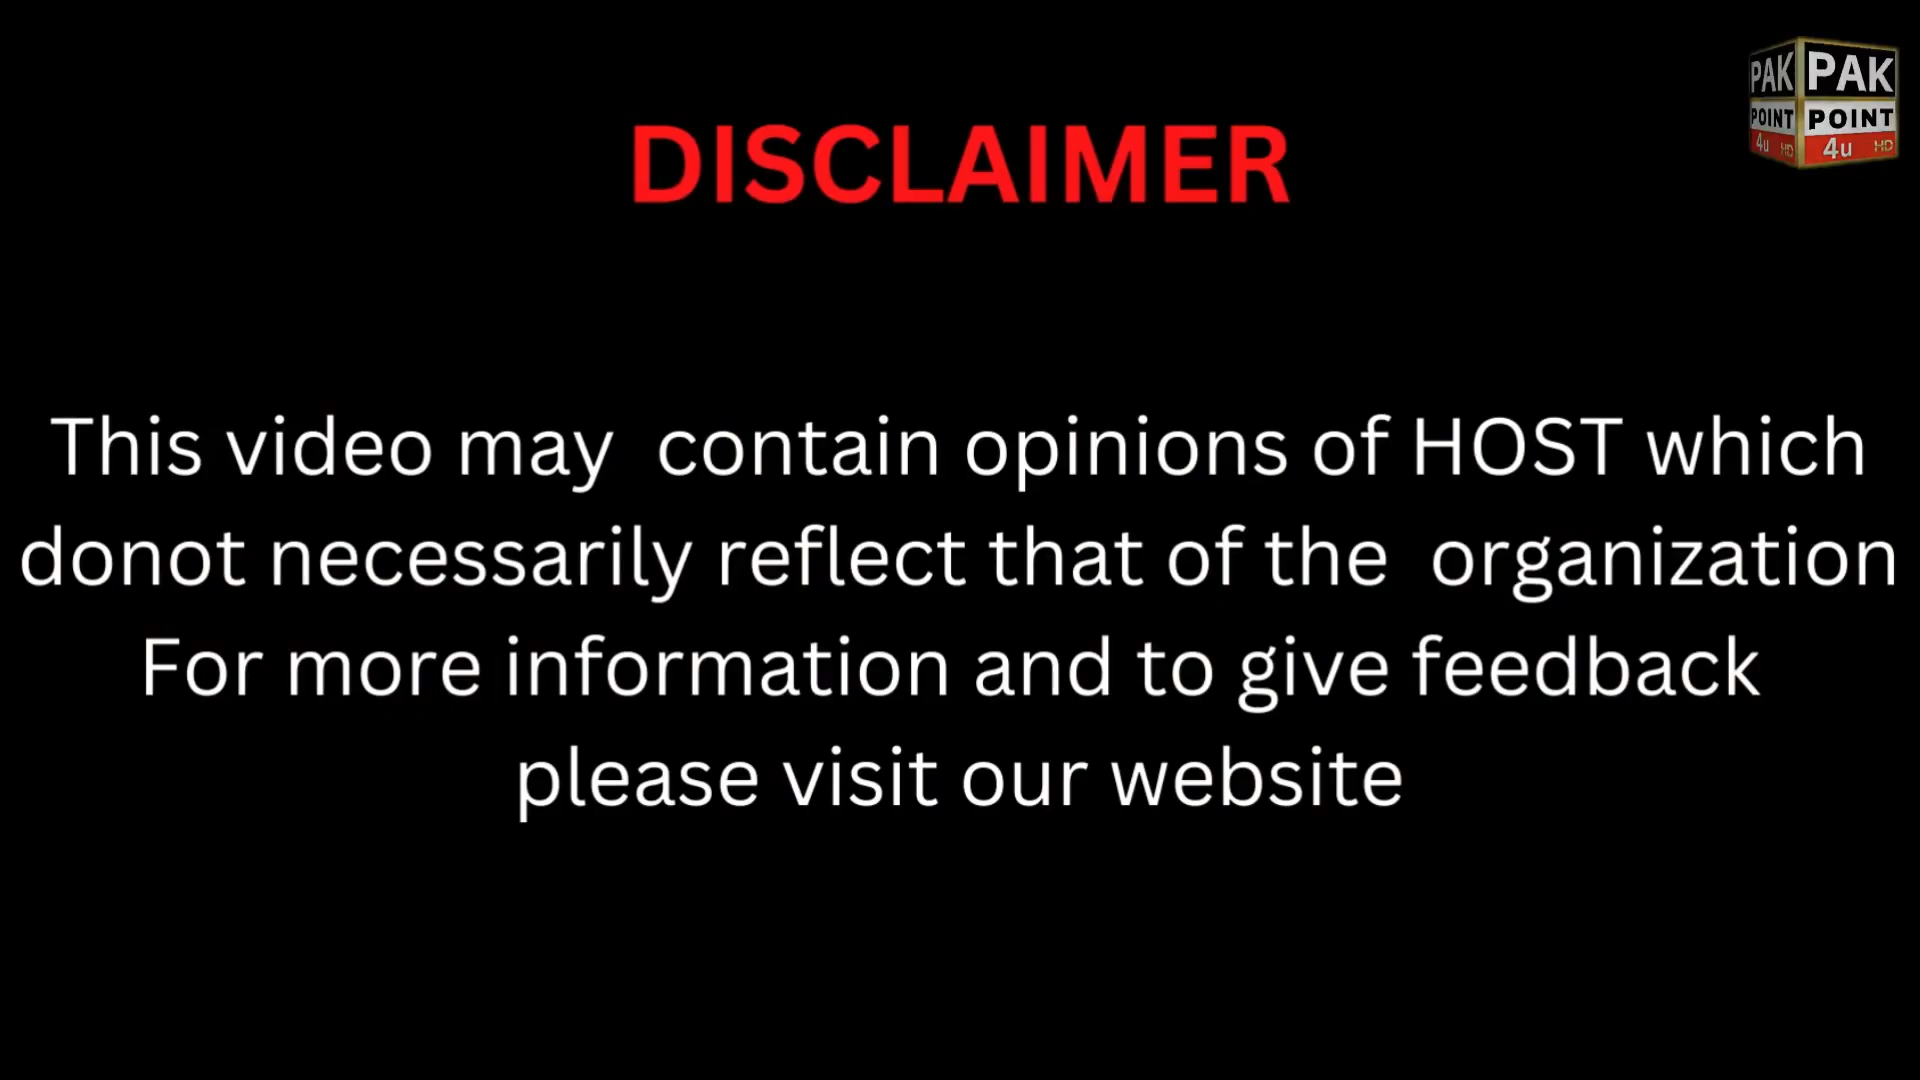 PAK PAK
POINT POINT
4u HD 4u HD
DISCLAIMER
This video may  contain opinions of HOST which
donot necessarily reflect that of the  organization
For more information and to give feedback
please visit our website